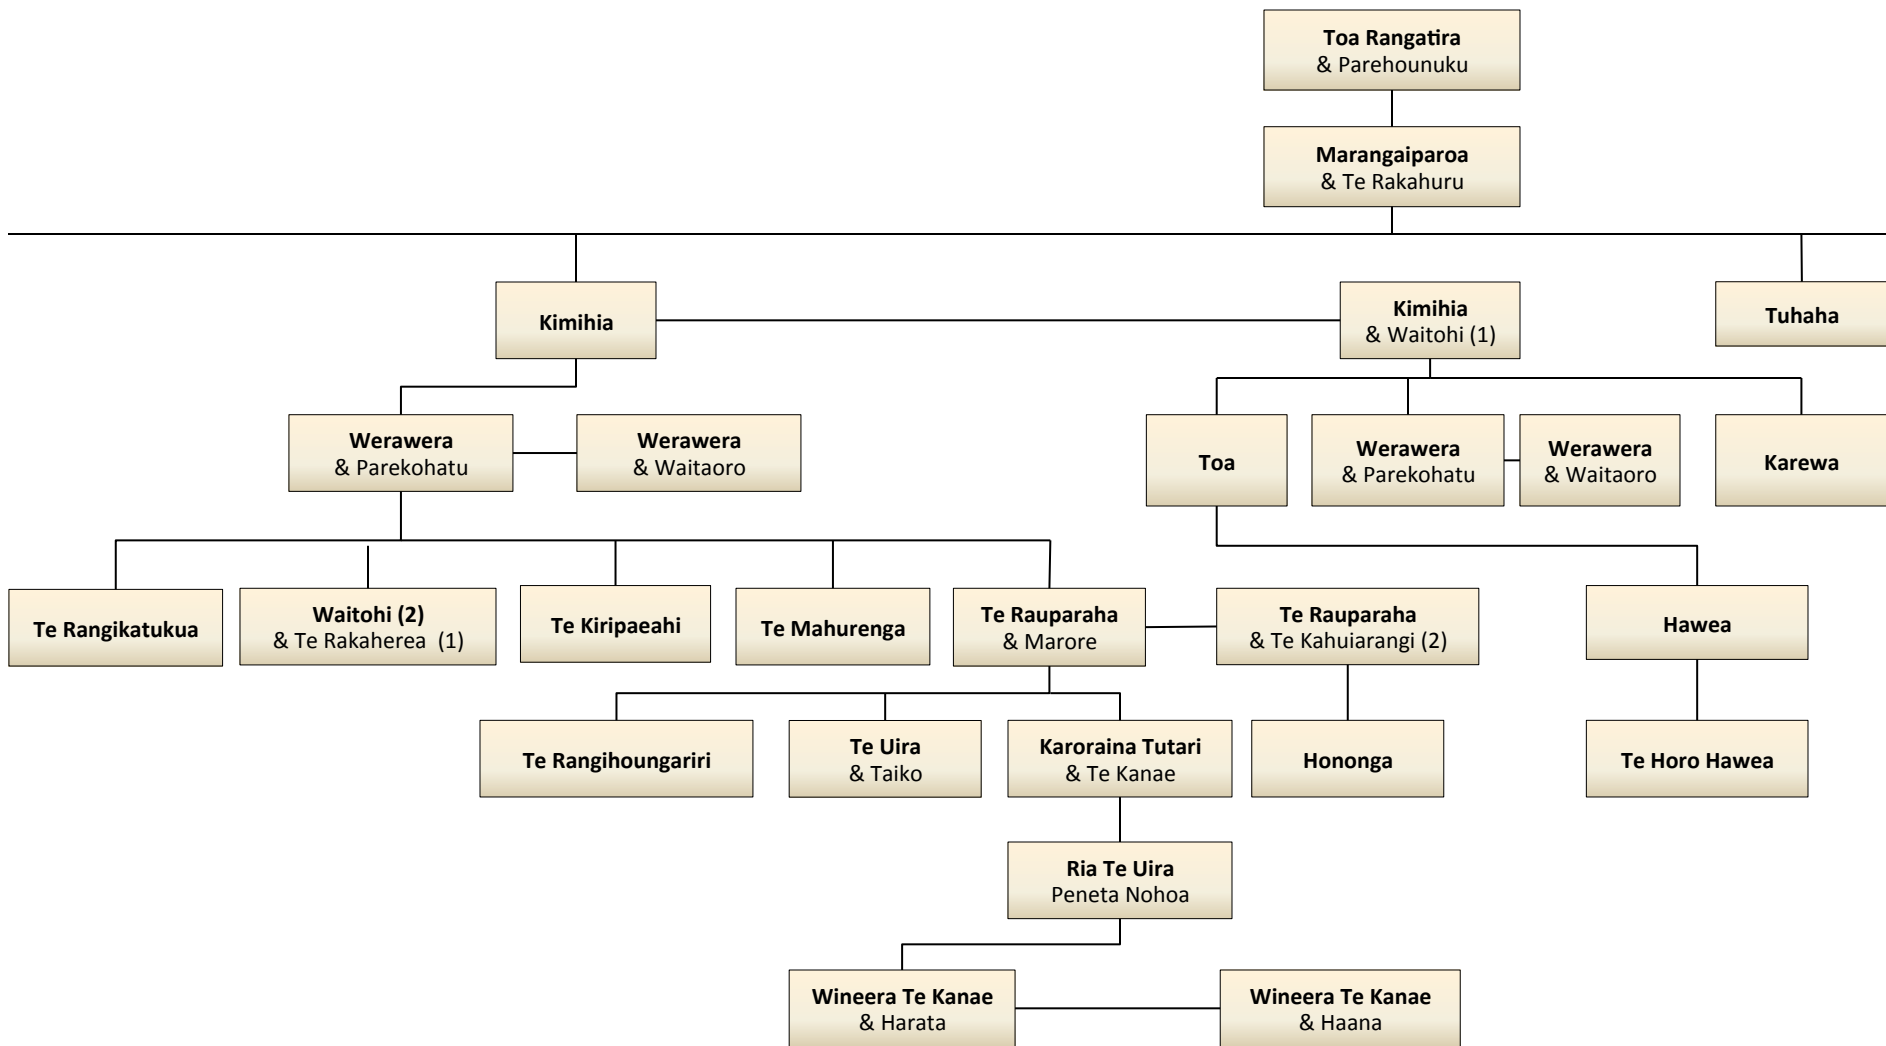 Toa Rangatira
& Parehounuku
Marangaiparoa
& Te Rakahuru
Kimihia
Kimihia
& Waitohi (1)
Tuhaha
Werawera
& Parekohatu
Werawera
& Waitaoro
Toa
Werawera
& Parekohatu
Werawera
& Waitaoro
Karewa
Te Rangikatukua
Waitohi (2)
& Te Rakaherea (1)
Te Kiripaeahi
Te Mahurenga
Te Rauparaha
& Marore
Te Rauparaha
& Te Kahuiarangi (2)
Hawea
Te Rangihoungariri
Te Uira
& Taiko
Karoraina Tutari
& Te Kanae
Hononga
Te Horo Hawea
Ria Te Uira
Peneta Nohoa
Wineera Te Kanae
& Harata
Wineera Te Kanae
& Haana